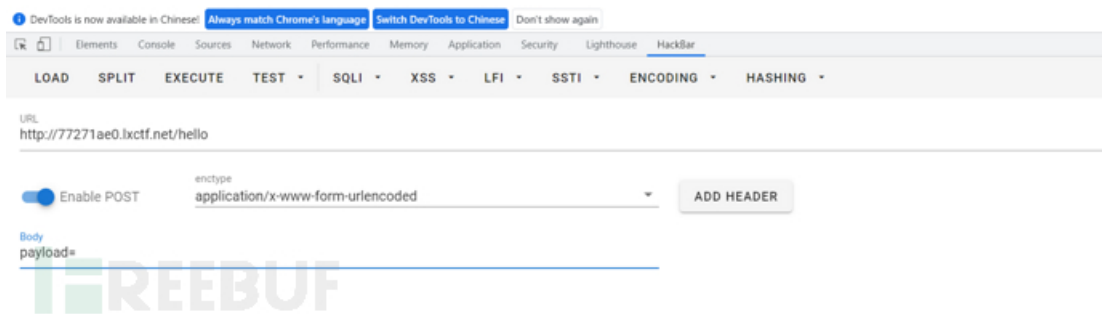 DevTools is now available in Chinese! Always match Chrome's language Switch DevTools to Chinese Don't show again
Elements Console Sources Network Performance Memory Application Security Lighthouse HackBar
LOAD SPLIT EXECUTE TEST SQLI XSS LFI SSTI ENCODING HASHING
URL
http://77271ae0.lxctf.net/hello
enctype
Enable POST application/x-www-form-urlencoded ADD HEADER
Body
payload=
FREEBUF